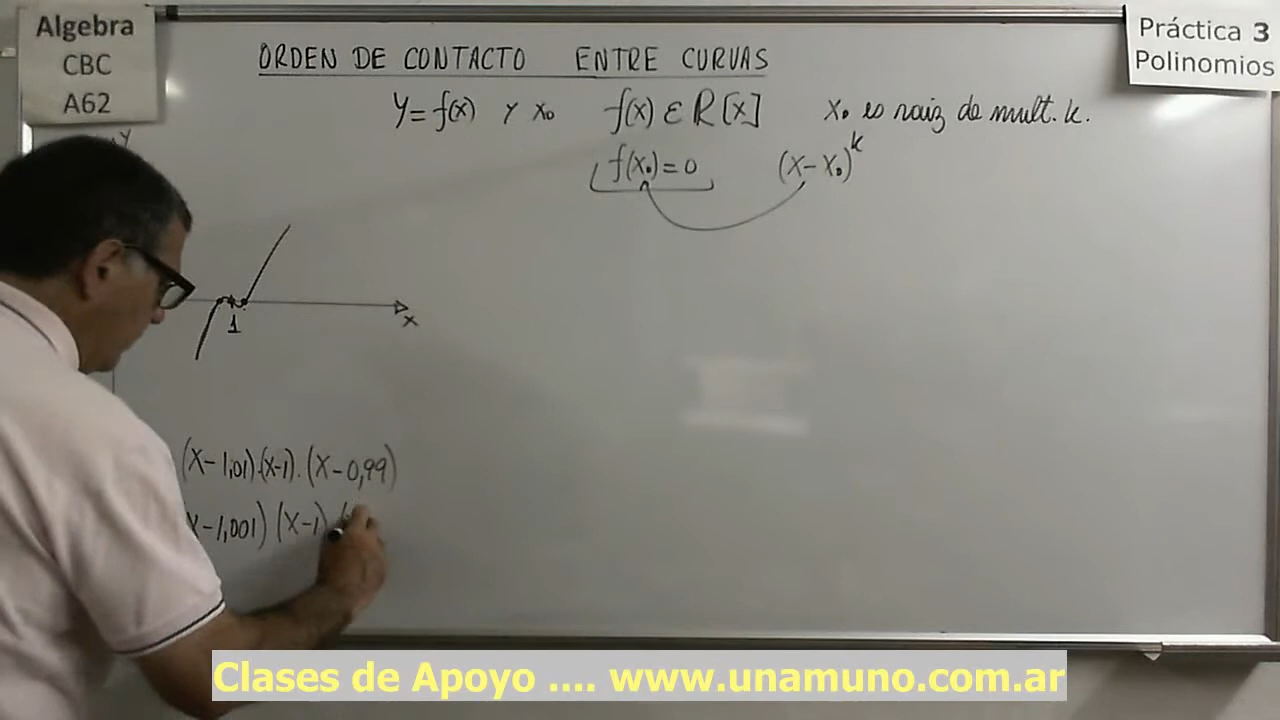 Algebra
CBC
A62
Práctica 3
Polinomios
ORDEN DE CONTACTO ENTRE CURVAS
y=f(x) y x₀ f(x) ∈ R[x] x₀ es raiz de mult. k.
f(x₀)=0 (x-x₀)^k
y
1
x
(x-1,01).(x-1).(x-0,99)
x-1,001)(x-1)
Clases de Apoyo .... www.unamuno.com.ar